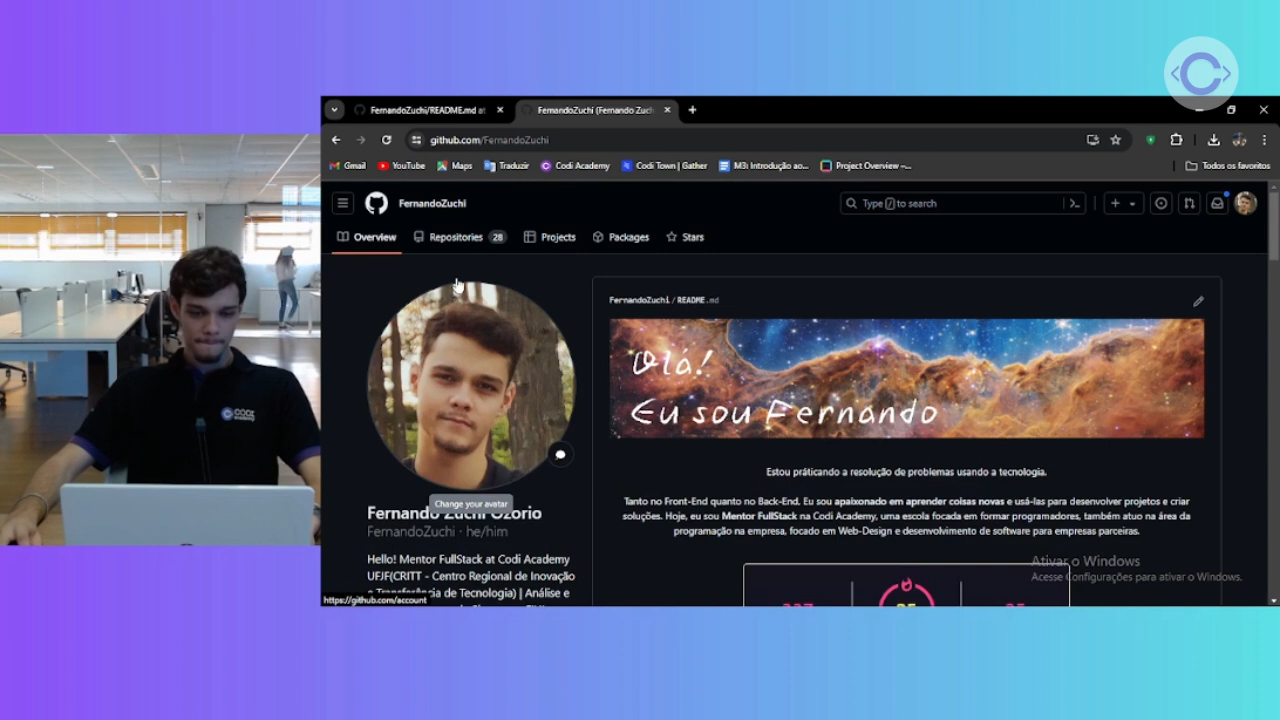 FernandoZuchi/README.md at
FernandoZuchi (Fernando Zuch
github.com/FernandoZuchi
Gmail
YouTube
Maps
Traduzir
Codi Academy
Codi Town | Gather
M3: Introdução ao...
Project Overview –...
Todos os favoritos
FernandoZuchi
Type / to search
Overview
Repositories 28
Projects
Packages
Stars
FernandoZuchi / README.md
Olá!
Eu sou Fernando
Change your avatar
Fernando Zuchi Ozorio
FernandoZuchi · he/him
Hello! Mentor FullStack at Codi Academy
UFJF(CRITT - Centro Regional de Inovação
e Transferência de Tecnologia) | Análise e
https://github.com/account
Estou práticando a resolução de problemas usando a tecnologia.
Tanto no Front-End quanto no Back-End. Eu sou apaixonado em aprender coisas novas e usá-las para desenvolver projetos e criar
soluções. Hoje, eu sou Mentor FullStack na Codi Academy, uma escola focada em formar programadores, também atuo na área da
programação na empresa, focado em Web-Design e desenvolvimento de software para empresas parceiras.
Ativar o Windows
Acesse Configurações para ativar o Windows.
CODI
C